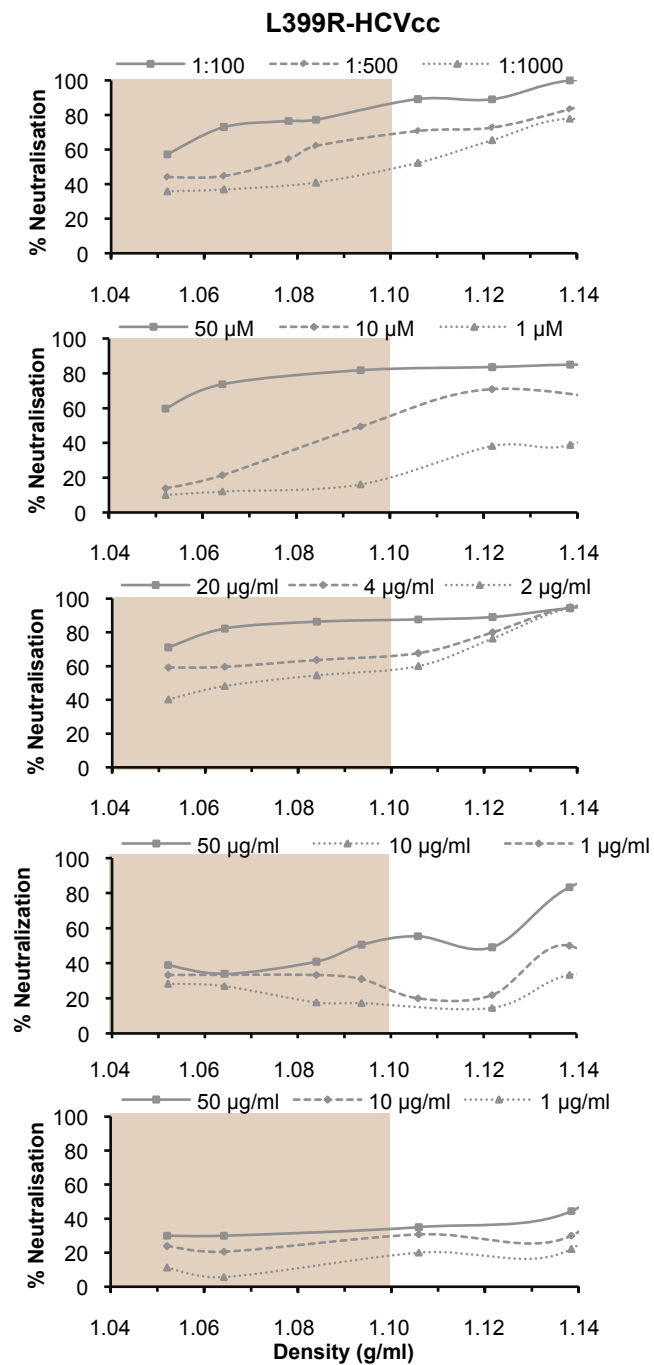 L399R-HCVcc
1:100 1:500 1:1000
% Neutralisation
100
80
60
40
20
0
1.04 1.06 1.08 1.10 1.12 1.14
50 µM 10 µM 1 µM
% Neutralisation
100
80
60
40
20
0
1.04 1.06 1.08 1.10 1.12 1.14
20 µg/ml 4 µg/ml 2 µg/ml
% Neutralisation
100
80
60
40
20
0
1.04 1.06 1.08 1.10 1.12 1.14
50 µg/ml 10 µg/ml 1 µg/ml
% Neutralization
100
80
60
40
20
0
1.04 1.06 1.08 1.10 1.12 1.14
50 µg/ml 10 µg/ml 1 µg/ml
% Neutralisation
100
80
60
40
20
0
1.04 1.06 1.08 1.10 1.12 1.14
Density (g/ml)